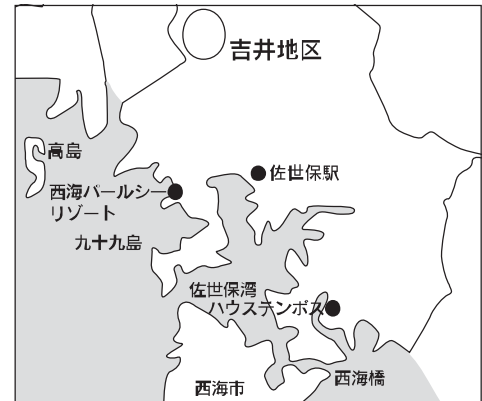 吉井地区
高島
佐世保駅
西海パールシー
リゾート
九十九島
佐世保湾
ハウステンボス
西海橋
西海市